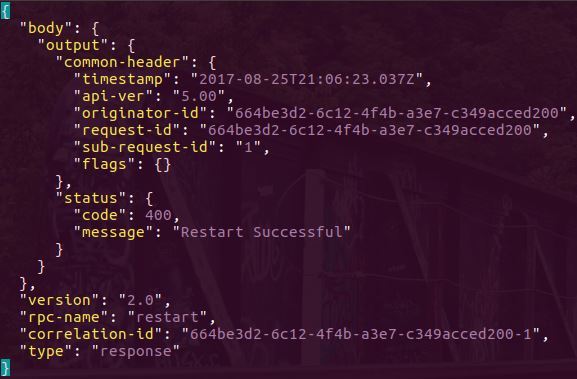 {
  "body": {
    "output": {
      "common-header": {
        "timestamp": "2017-08-25T21:06:23.037Z",
        "api-ver": "5.00",
        "originator-id": "664be3d2-6c12-4f4b-a3e7-c349acced200",
        "request-id": "664be3d2-6c12-4f4b-a3e7-c349acced200",
        "sub-request-id": "1",
        "flags": {}
      },
      "status": {
        "code": 400,
        "message": "Restart Successful"
      }
    }
  },
  "version": "2.0",
  "rpc-name": "restart",
  "correlation-id": "664be3d2-6c12-4f4b-a3e7-c349acced200-1",
  "type": "response"
}